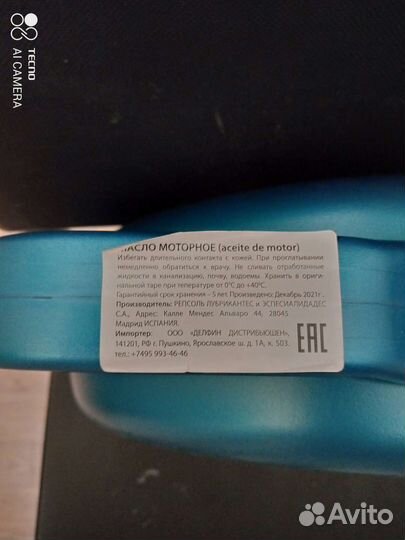 TECNO
AI CAMERA
МАСЛО МОТОРНОЕ (aceite de motor)
Избегать длительного контакта с кожей. При проглатывании
немедленно обратиться к врачу. Не сливать отработанные
жидкости в канализацию, почву, водоемы. Хранить в ориги-
нальной таре при температуре от 0°C до +40°C.
Гарантийный срок хранения – 5 лет Произведено: Декабрь 2021г.
Производитель: РЕПСОЛЬ ЛУБРИКАНТЕС и ЭСПЕСИАЛИДАДЕС
С.А., Адрес: Калле Мендес Альваро 44, 28045
Мадрид ИСПАНИЯ.
Импортер: ООО «ДЕЛФИН ДИСТРИБЬЮШЕН»,
141201, РФ г. Пушкино, Ярославское ш. д. 1А, к. 503.
тел.: +7495 993-46-46
EAC
Avito